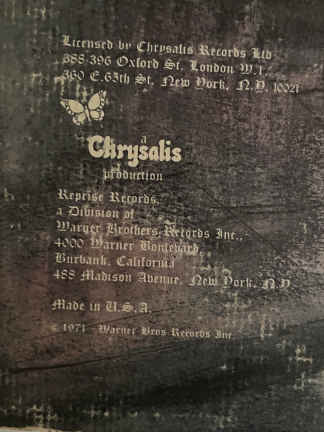 Licensed by Chrysalis Records Ltd
388-396 Oxford St. London W.1.
360 E.65th St. New York, N.Y. 10021
a
Chrysalis
production
Reprise Records,
a Division of
Warner Brothers Records Inc.,
4000 Warner Boulevard,
Burbank, California
488 Madison Avenue, New York, N.Y.
Made in U.S.A.
© 1971 Warner Bros Records Inc